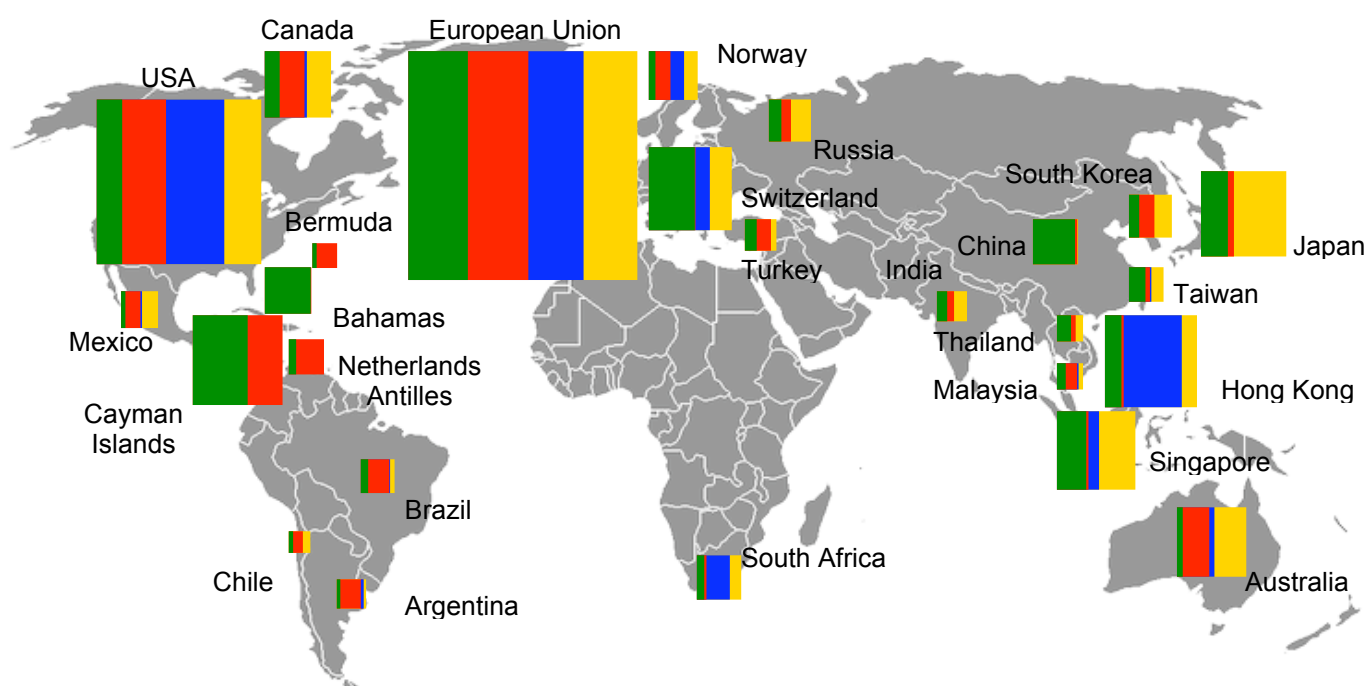 Canada
European Union
Norway
USA
Russia
South Korea
Switzerland
Bermuda
China
Japan
Turkey
India
Taiwan
Bahamas
Mexico
Thailand
Netherlands
Antilles
Malaysia
Hong Kong
Cayman
Islands
Singapore
Brazil
South Africa
Chile
Argentina
Australia